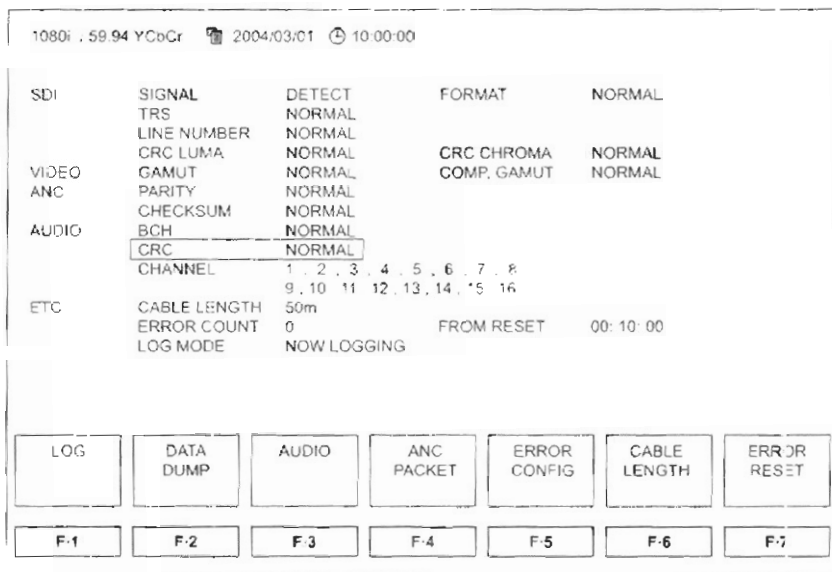 1080i . 59.94 YCbCr 2004/03/01 10:00:00
SDI SIGNAL DETECT FORMAT NORMAL
TRS NORMAL
LINE NUMBER NORMAL
CRC LUMA NORMAL CRC CHROMA NORMAL
VIDEO GAMUT NORMAL COMP. GAMUT NORMAL
ANC PARITY NORMAL
CHECKSUM NORMAL
AUDIO BCH NORMAL
CRC NORMAL
CHANNEL 1 , 2 , 3 , 4 , 5 , 6 , 7 , 8
9 , 10 11 12 , 13 , 14 , 15 16
ETC CABLE LENGTH 50m
ERROR COUNT 0 FROM RESET 00: 10: 00
LOG MODE NOW LOGGING
LOG DATA AUDIO ANC ERROR CABLE ERROR
DUMP PACKET CONFIG LENGTH RESET
F·1 F·2 F·3 F·4 F·5 F·6 F·7